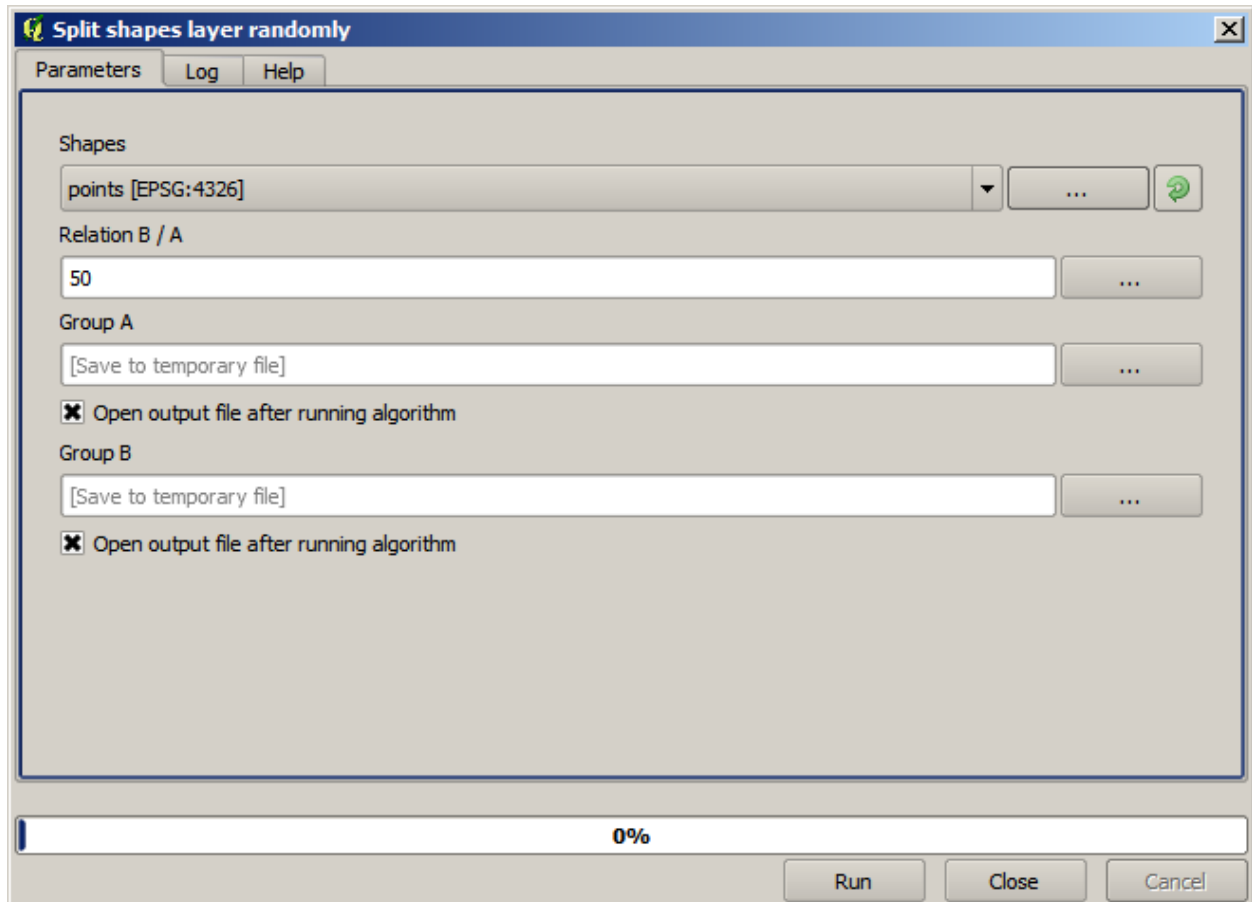 Split shapes layer randomly
Parameters Log Help
Shapes
points [EPSG:4326] ...
Relation B / A
50 ...
Group A
[Save to temporary file] ...
Open output file after running algorithm
Group B
[Save to temporary file] ...
Open output file after running algorithm
0%
Run Close Cancel